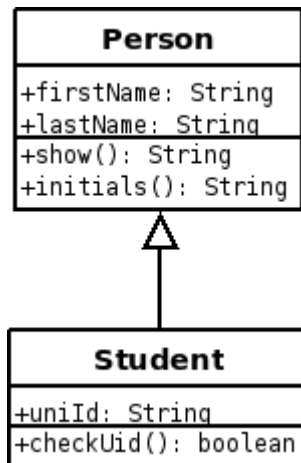 Person
+firstName: String
+lastName: String
+show(): String
+initials(): String
Student
+uniId: String
+checkUid(): boolean